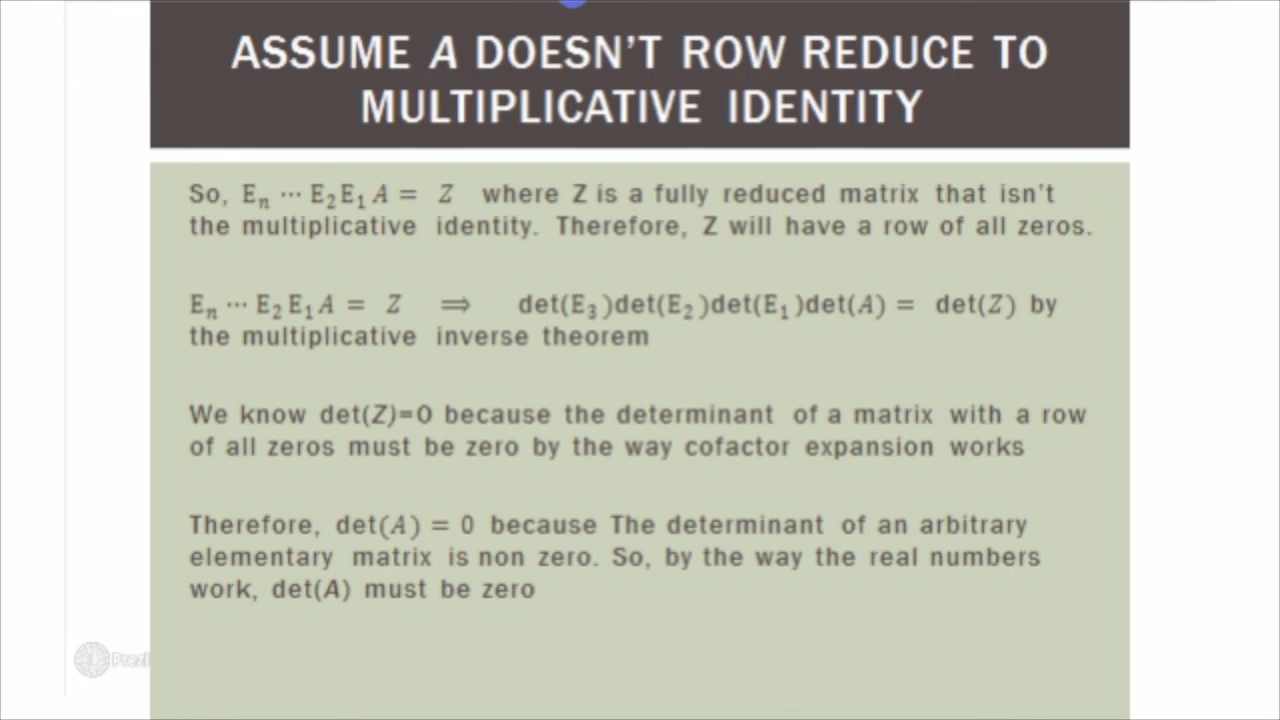 ASSUME A DOESN'T ROW REDUCE TO
MULTIPLICATIVE IDENTITY
So, Eₙ ⋯ E₂E₁A = Z where Z is a fully reduced matrix that isn't
the multiplicative identity. Therefore, Z will have a row of all zeros.
Eₙ ⋯ E₂E₁A = Z ⟹ det(E₃)det(E₂)det(E₁)det(A) = det(Z) by
the multiplicative inverse theorem
We know det(Z)=0 because the determinant of a matrix with a row
of all zeros must be zero by the way cofactor expansion works
Therefore, det(A) = 0 because The determinant of an arbitrary
elementary matrix is non zero. So, by the way the real numbers
work, det(A) must be zero
Prezi